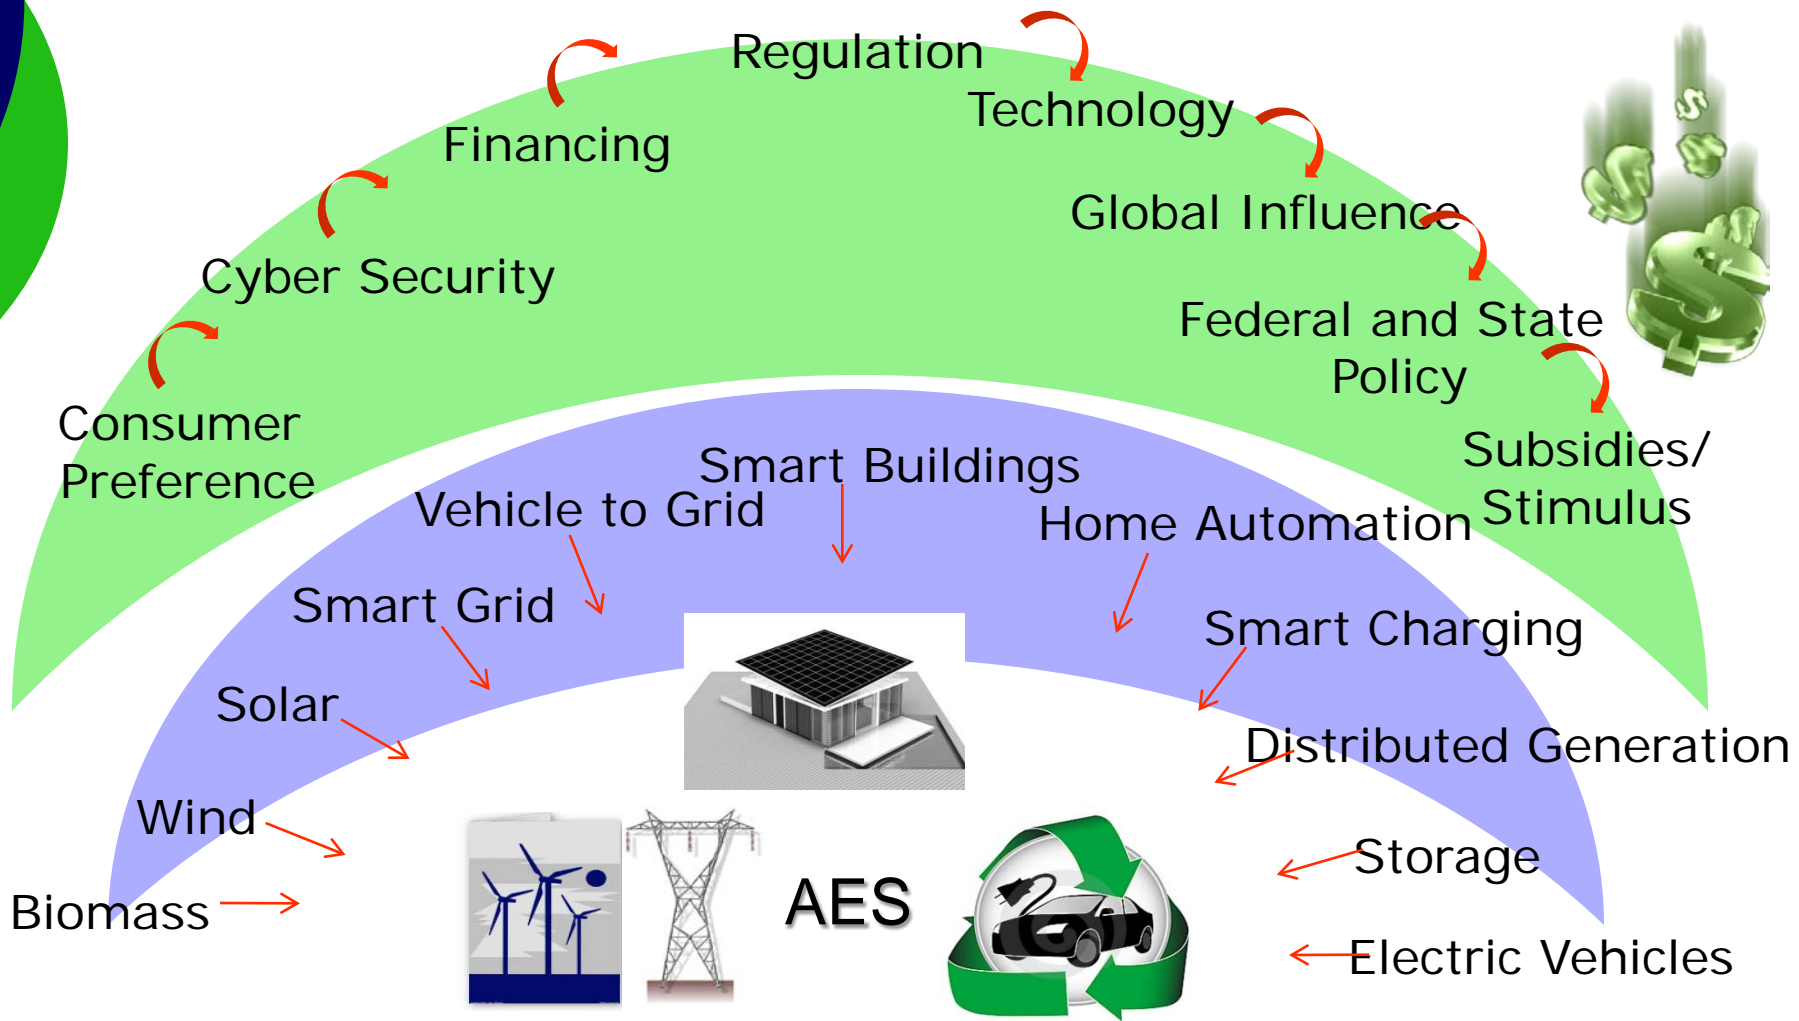 Regulation
Technology
Financing
Global Influence
Cyber Security
Federal and State
Policy
Consumer
Preference
Subsidies/
Stimulus
Smart Buildings
Vehicle to Grid
Home Automation
Smart Grid
Smart Charging
Solar
Distributed Generation
Wind
Storage
Biomass
AES
Electric Vehicles